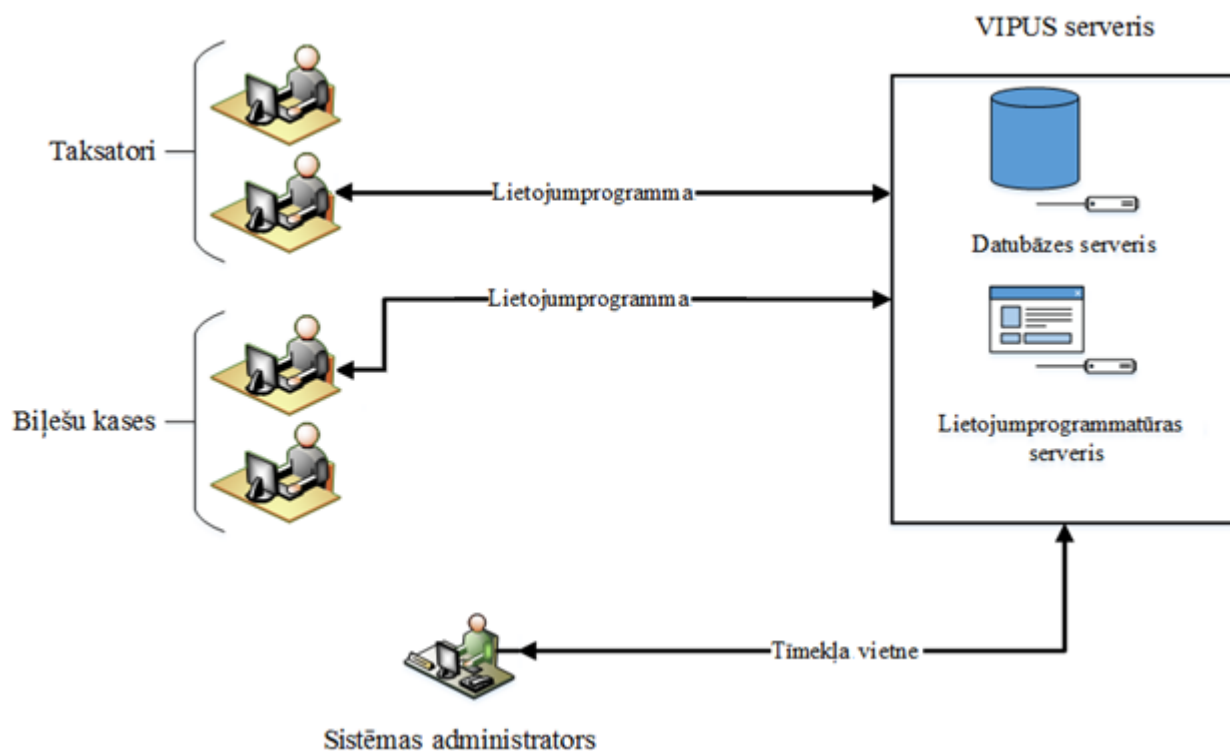 VIPUS serveris
Taksatori
Lietojumprogramma
Datubāzes serveris
Lietojumprogramma
Biļešu kases
Lietojumprogrammatūras
serveris
Tīmekļa vietne
Sistēmas administrators